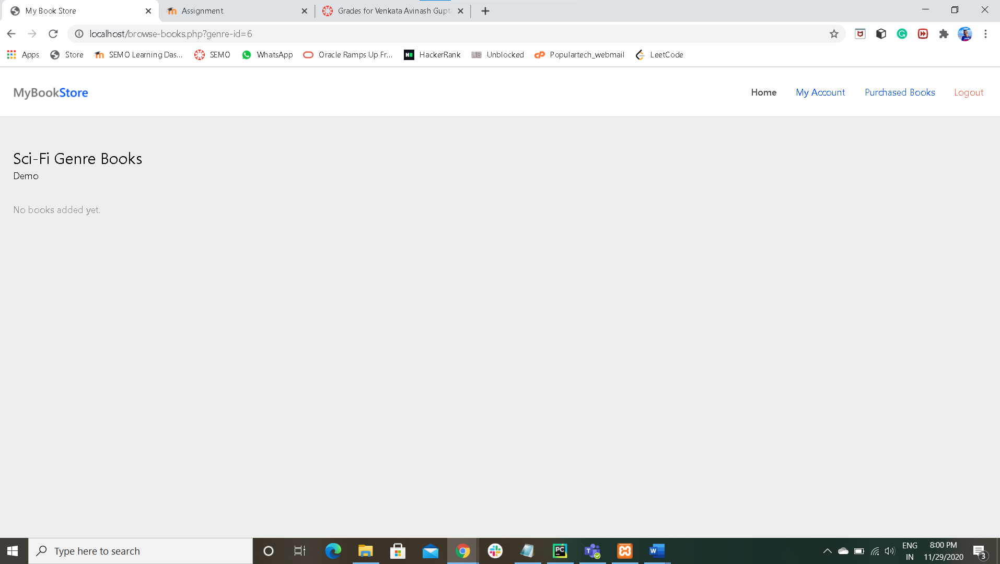 My Book Store
Assignment
Grades for Venkata Avinash Gupt
localhost/browse-books.php?genre-id=6
Apps
Store
SEMO Learning Das...
SEMO
WhatsApp
Oracle Ramps Up Fr...
HackerRank
Unblocked
Populartech_webmail
LeetCode
MyBookStore
Home
My Account
Purchased Books
Logout
Sci-Fi Genre Books
Demo
No books added yet.
Type here to search
ENG
IN
8:00 PM
11/29/2020
3